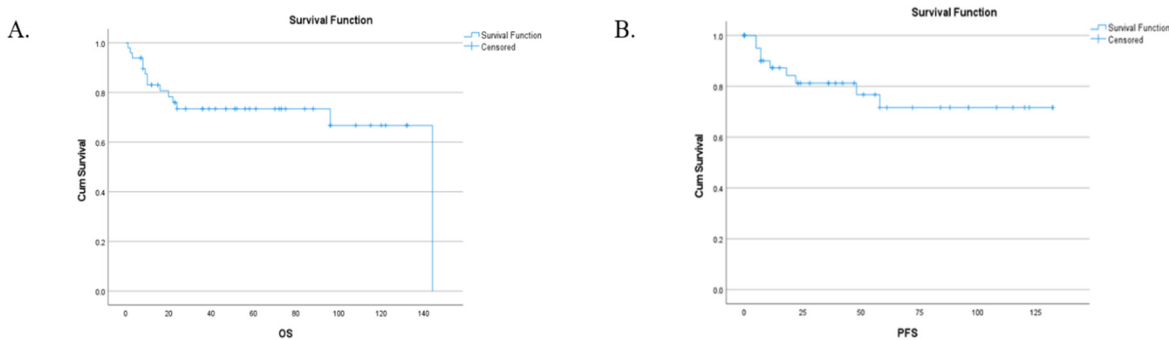 A.
Survival Function
Survival Function
Censored
1.0
0.8
0.6
0.4
0.2
0.0
Cum Survival
0 20 40 60 80 100 120 140
OS
B.
Survival Function
Survival Function
Censored
1.0
0.8
0.6
0.4
0.2
0.0
Cum Survival
0 25 50 75 100 125
PFS